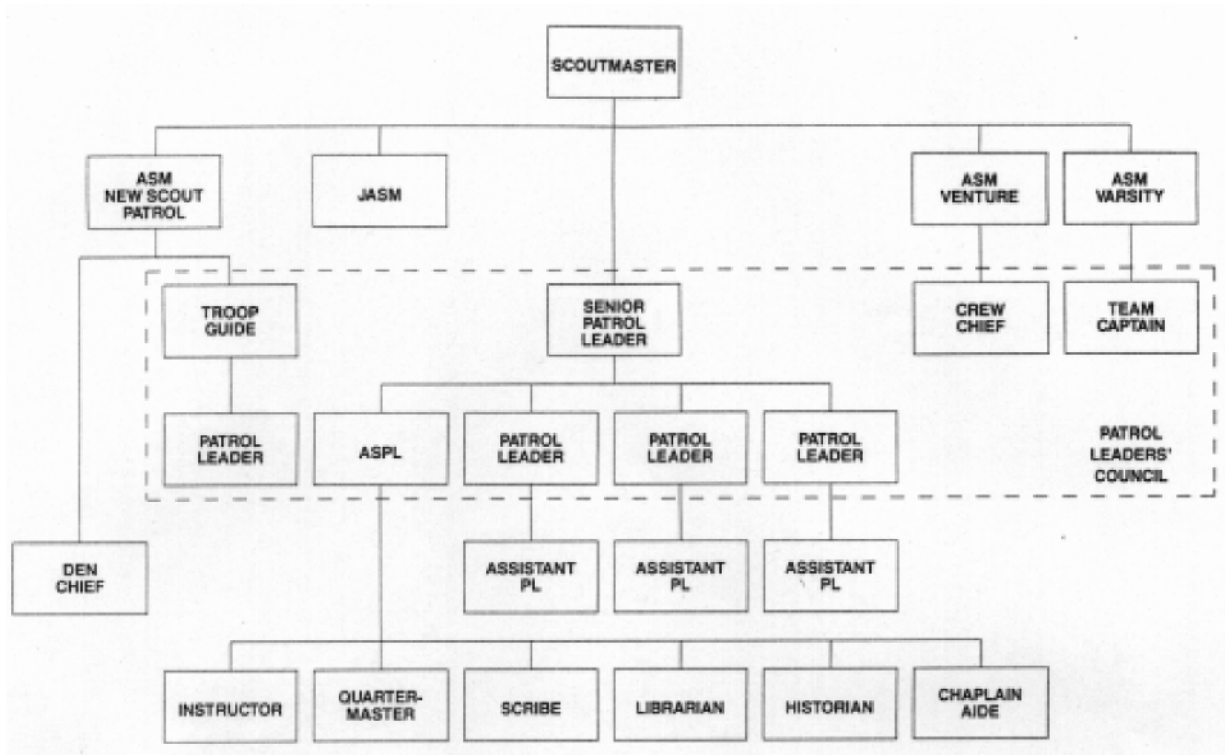 SCOUTMASTER
ASM
NEW SCOUT
PATROL
JASM
ASM
VENTURE
ASM
VARSITY
TROOP
GUIDE
SENIOR
PATROL
LEADER
CREW
CHIEF
TEAM
CAPTAIN
PATROL
LEADER
ASPL
PATROL
LEADER
PATROL
LEADER
PATROL
LEADER
PATROL
LEADERS'
COUNCIL
DEN
CHIEF
ASSISTANT
PL
ASSISTANT
PL
ASSISTANT
PL
INSTRUCTOR
QUARTER-
MASTER
SCRIBE
LIBRARIAN
HISTORIAN
CHAPLAIN
AIDE